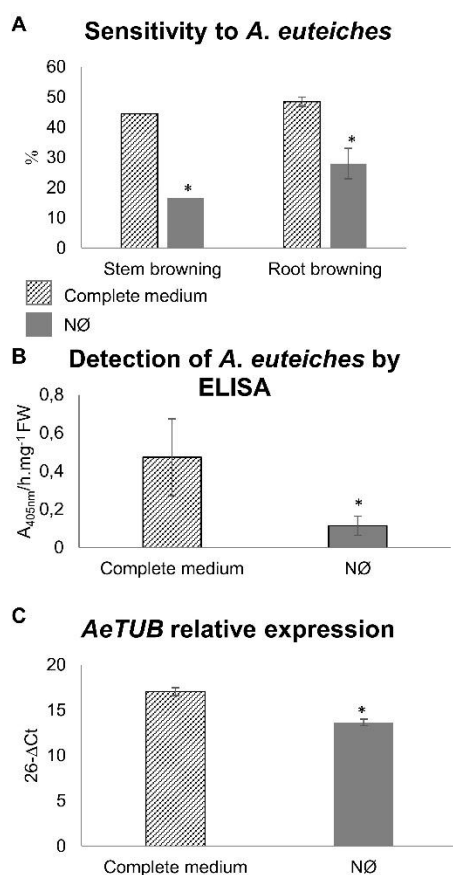 A
Sensitivity to A. euteiches
60
50
40
30
20
10
0
%
*
*
Stem browning Root browning
Complete medium
NØ
B
Detection of A. euteiches by
ELISA
0,8
0,6
0,4
0,2
0
A405nm/h.mg-1 FW
*
Complete medium NØ
C
AeTUB relative expression
20
15
10
5
0
26-ΔCt
*
Complete medium NØ